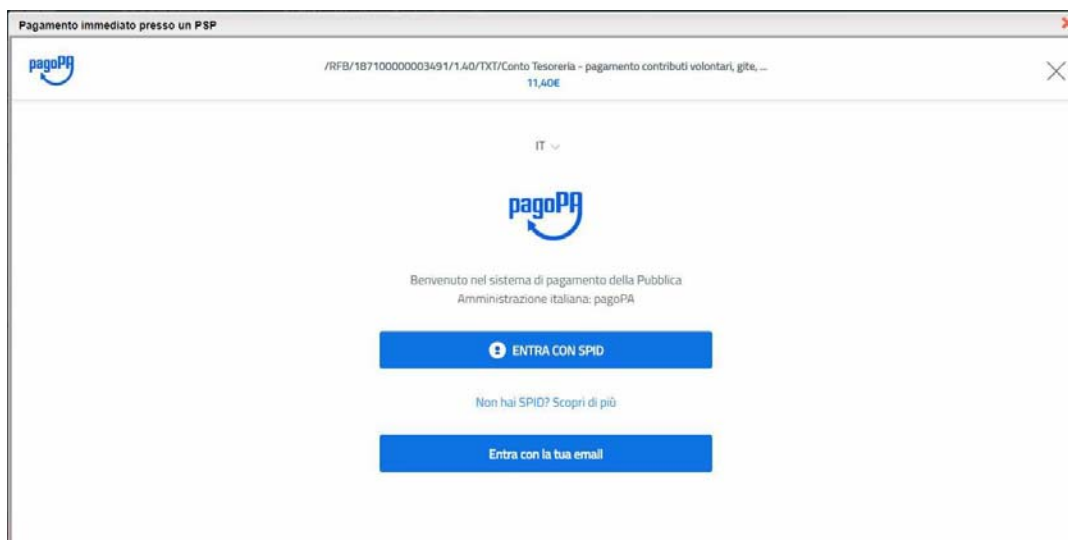 Pagamento immediato presso un PSP
pagoPA
/RFB/187100000003491/1.40/TXT/Conto Tesoreria - pagamento contributi volontari, gite, ...
11,40€
IT
pagoPA
Benvenuto nel sistema di pagamento della Pubblica
Amministrazione italiana: pagoPA
ENTRA CON SPID
Non hai SPID? Scopri di più
Entra con la tua email